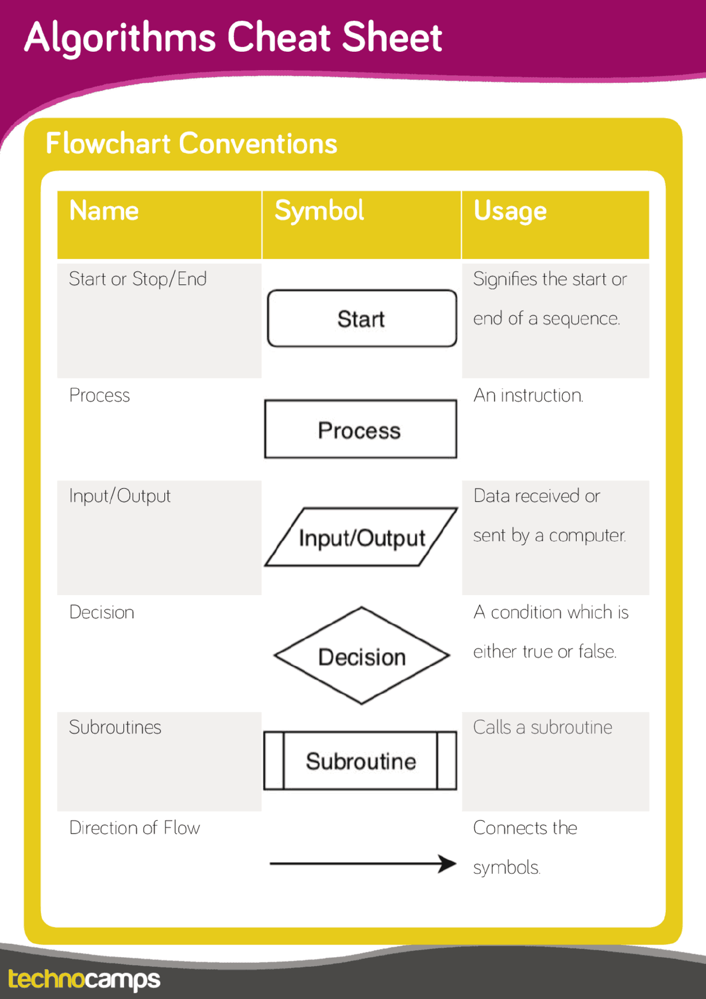 Algorithms Cheat Sheet
Flowchart Conventions
Name
Symbol
Usage
Start or Stop/End
Start
Signifies the start or
end of a sequence.
Process
Process
An instruction.
Input/Output
Input/Output
Data received or
sent by a computer.
Decision
Decision
A condition which is
either true or false.
Subroutines
Subroutine
Calls a subroutine
Direction of Flow
Connects the
symbols.
technocamps